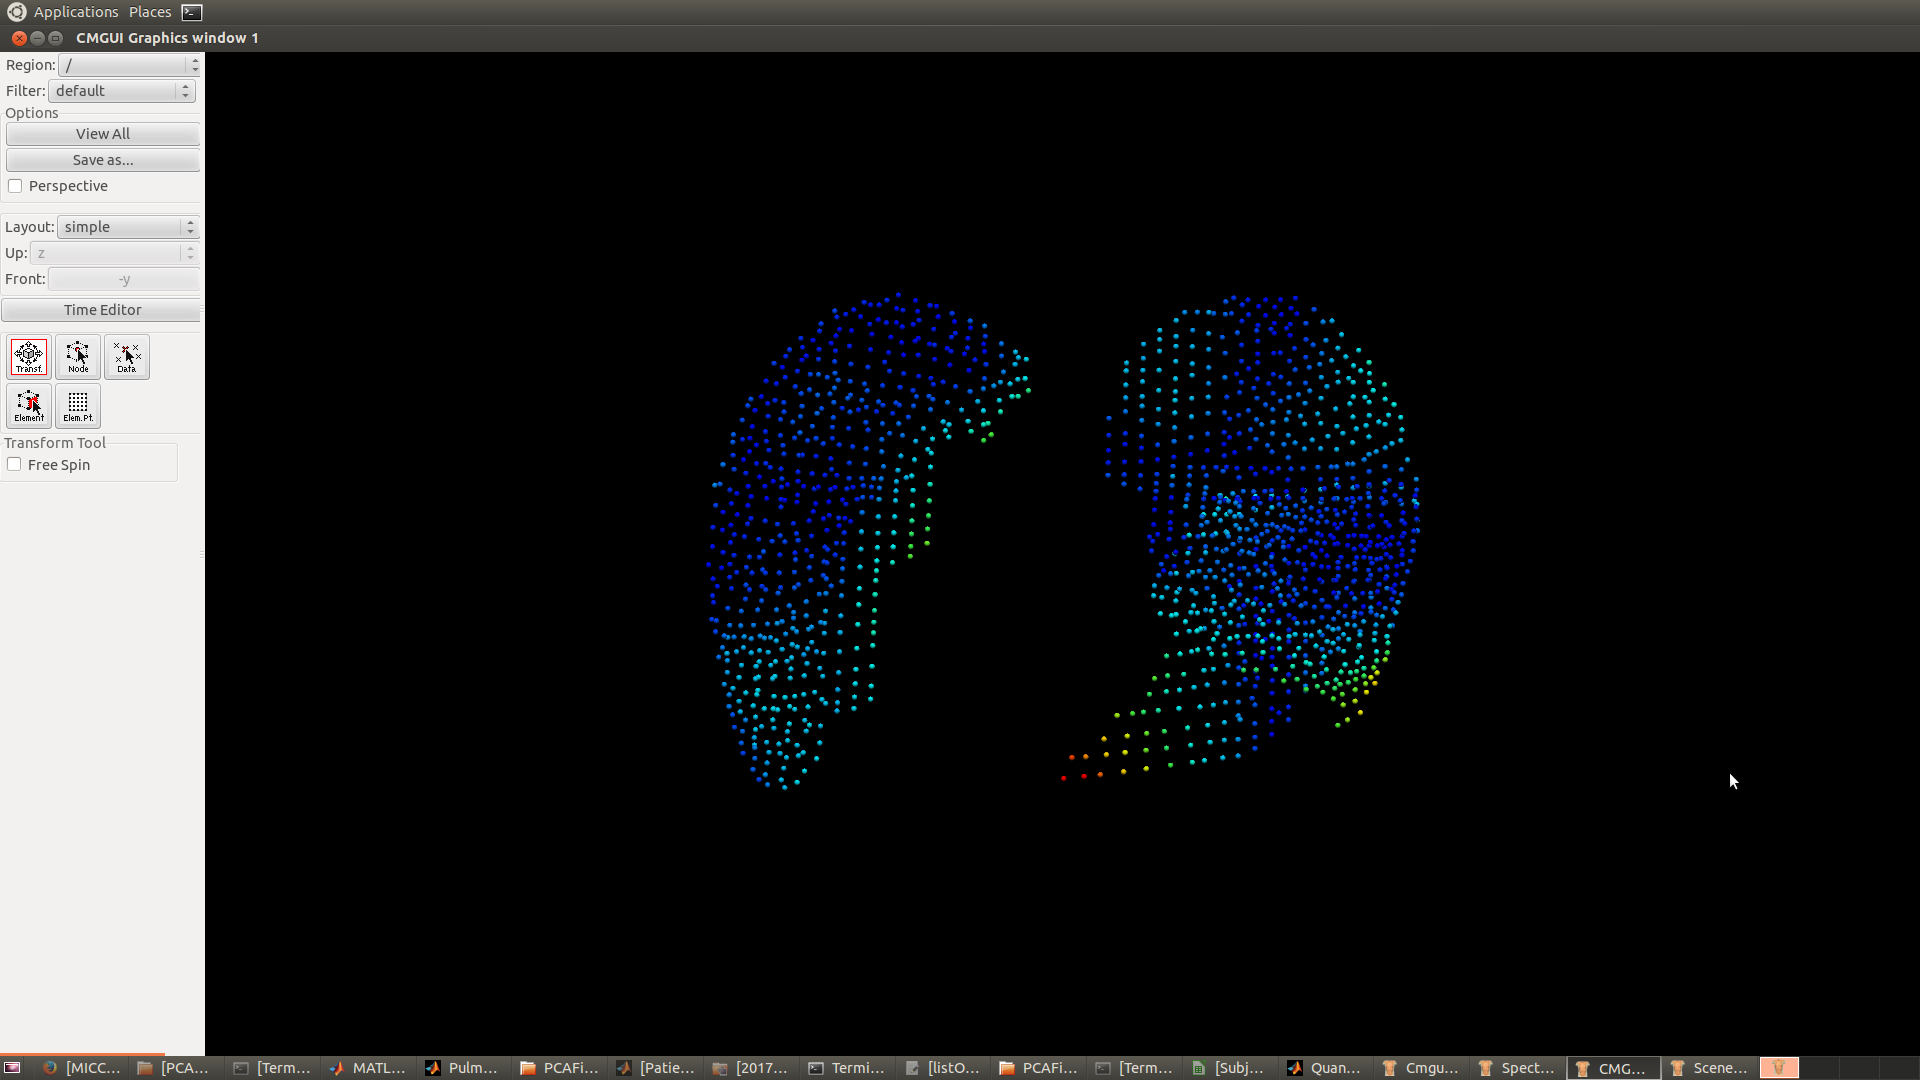 Applications Places
CMGUI Graphics window 1
Region: /
Filter: default
Options
View All
Save as...
Perspective
Layout: simple
Up: z
Front: -y
Time Editor
Transf. Node Data
Element Elem.Pt.
Transform Tool
Free Spin
[MICC... [PCA... [Term... MATL... Pulm... PCAFi... [Patie... [2017... Termi... [listO... PCAFi... [Term... [Subj... Quan... Cmgu... Spect... CMG... Scene...